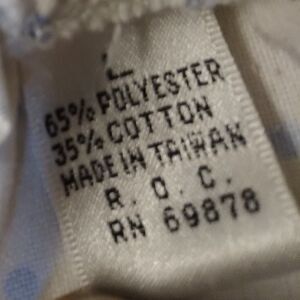 L
65% POLYESTER
35% COTTON
MADE IN TAIWAN
R. O. C.
RN 69878